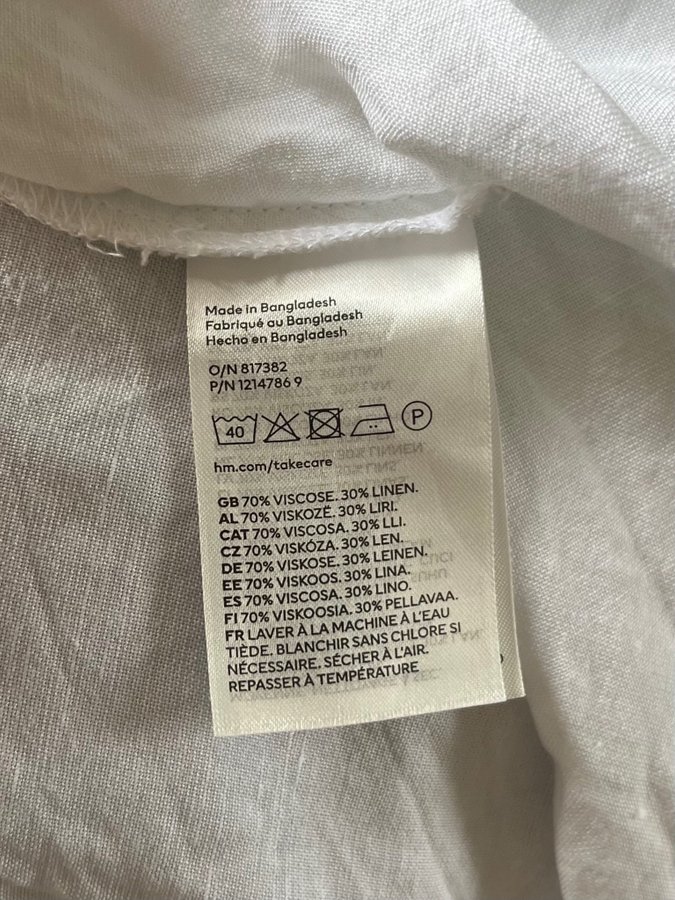 Made in Bangladesh
Fabriqué au Bangladesh
Hecho en Bangladesh
O/N 817382
P/N 1214786 9
40 P
hm.com/takecare
GB 70% VISCOSE. 30% LINEN.
AL 70% VISKOZË. 30% LIRI.
CAT 70% VISCOSA. 30% LLI.
CZ 70% VISKÓZA. 30% LEN.
DE 70% VISKOSE. 30% LEINEN.
EE 70% VISKOOS. 30% LINA.
ES 70% VISCOSA. 30% LINO.
FI 70% VISKOOSIA. 30% PELLAVAA.
FR LAVER À LA MACHINE À L'EAU
TIÈDE. BLANCHIR SANS CHLORE SI
NÉCESSAIRE. SÉCHER À L'AIR.
REPASSER À TEMPÉRATURE